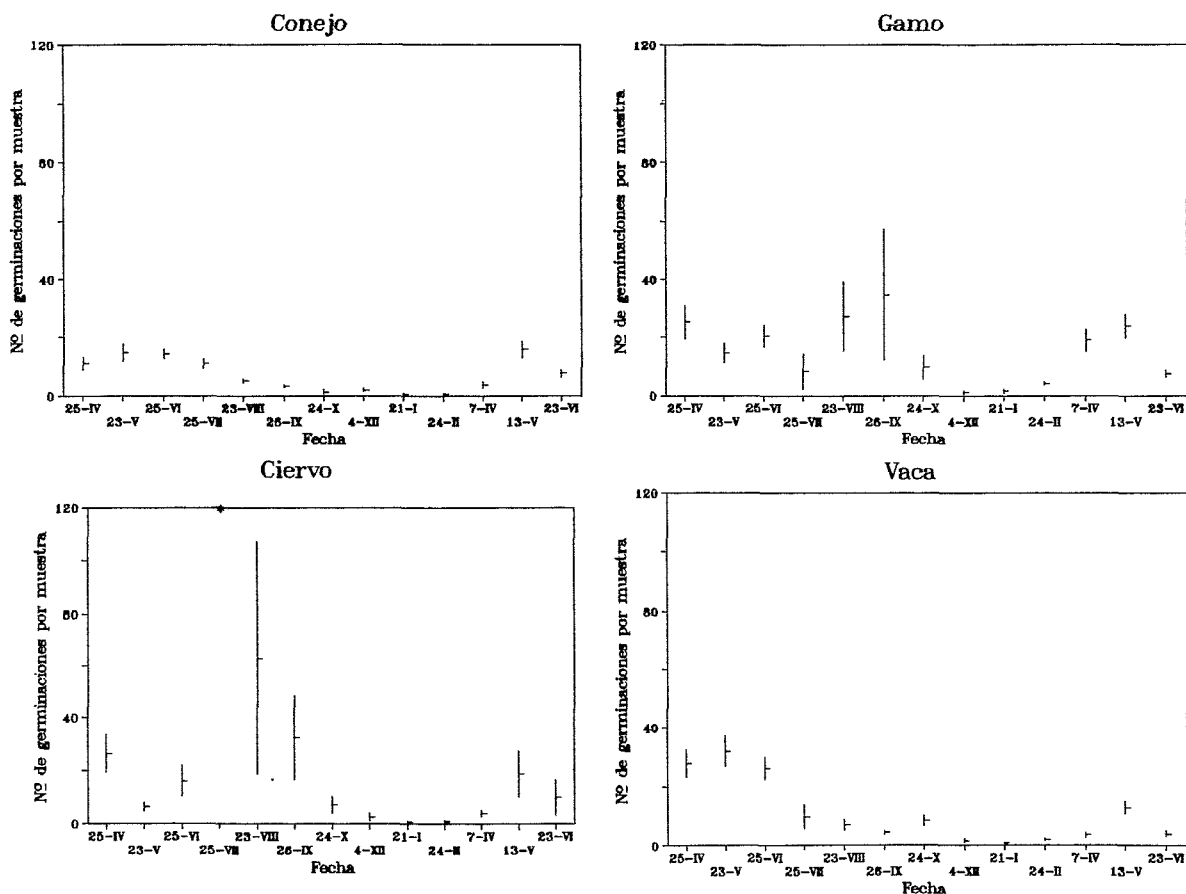 Conejo
Nº de germinaciones por muestra
120
80
40
0
25-IV 25-VI 23-VIII 24-X 21-I 7-IV 23-VI
23-V 25-VII 26-IX 4-XII 24-II 13-V
Fecha
Gamo
Nº de germinaciones por muestra
120
80
40
0
25-IV 25-VI 23-VIII 24-X 21-I 7-IV 23-VI
23-V 25-VII 26-IX 4-XII 24-II 13-V
Fecha
Ciervo
Nº de germinaciones por muestra
120
*
80
40
0
25-IV 25-VI 23-VIII 24-X 21-I 7-IV 23-VI
23-V 25-VII 26-IX 4-XII 24-II 13-V
Fecha
Vaca
Nº de germinaciones por muestra
120
80
40
0
25-IV 25-VI 23-VIII 24-X 21-I 7-IV 23-VI
23-V 25-VII 26-IX 4-XII 24-II 13-V
Fecha